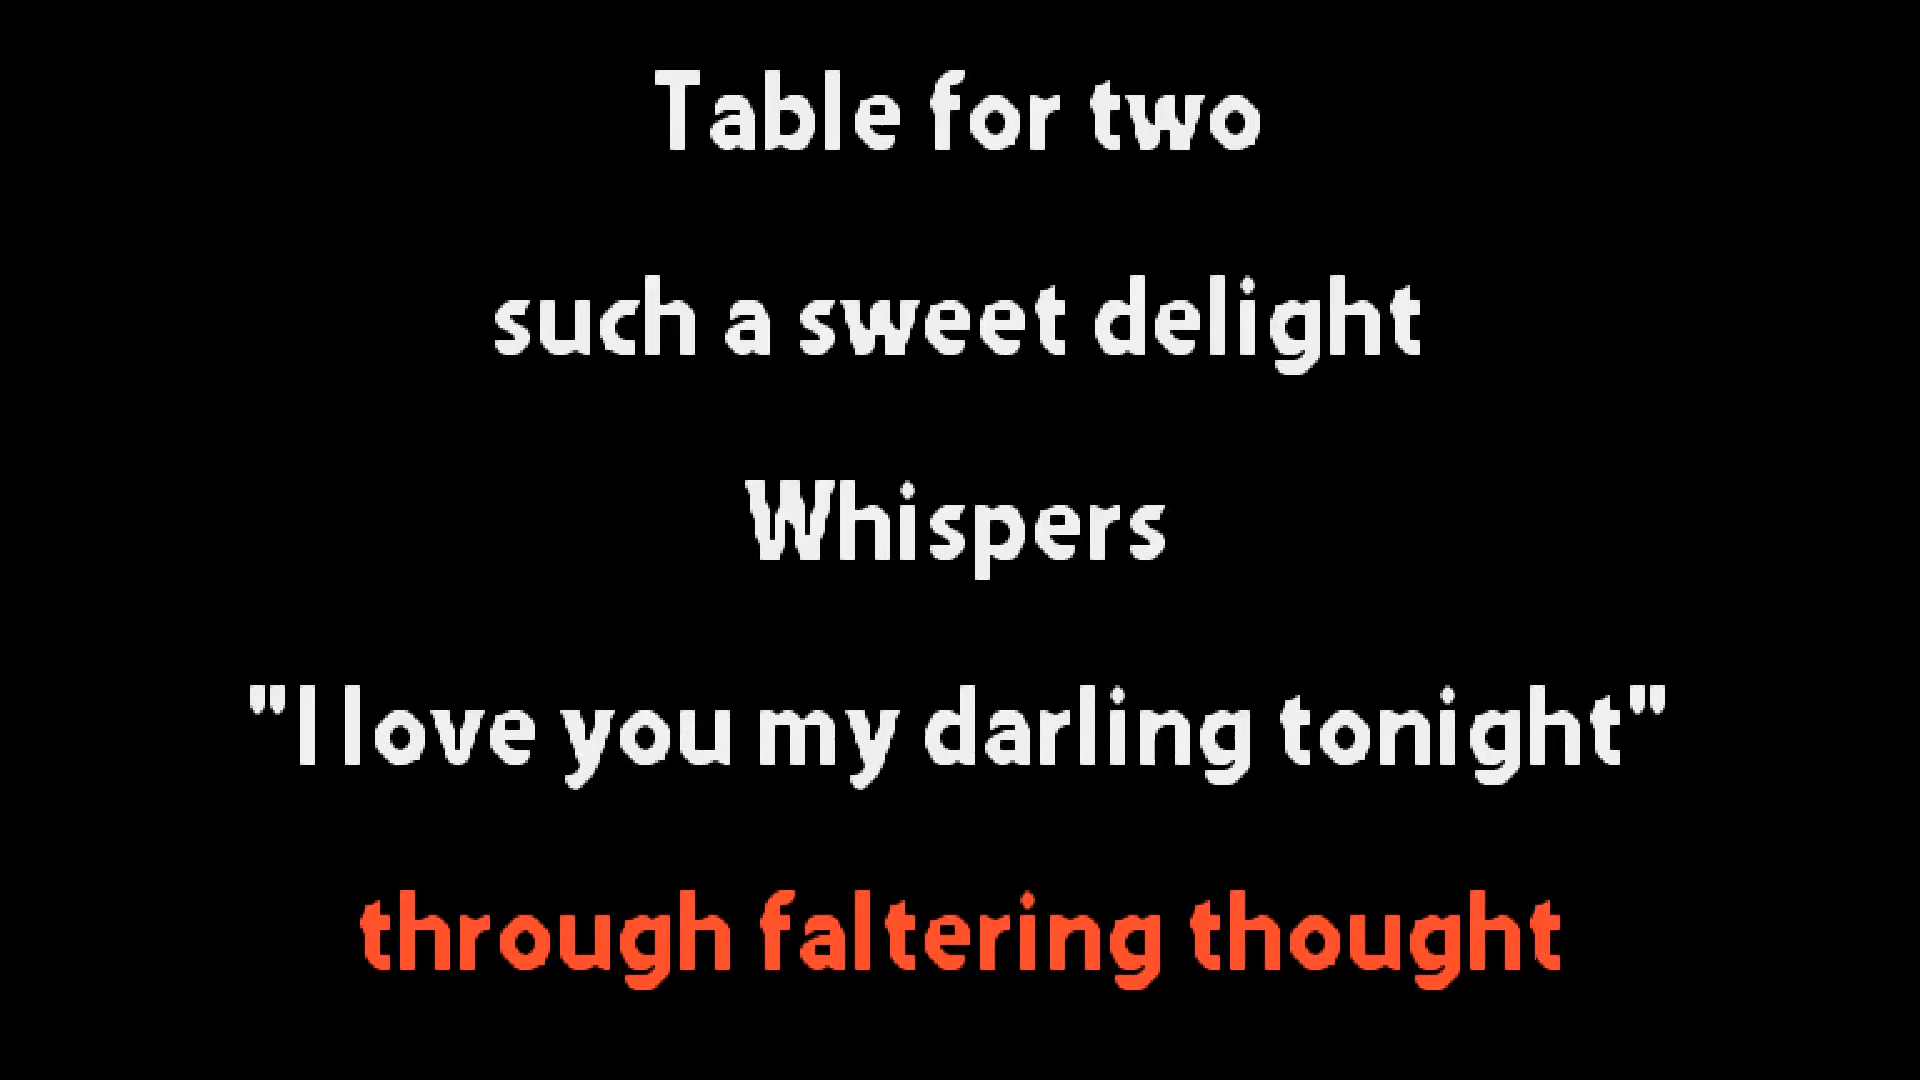 Table for two
such a sweet delight
Whispers
"I love you my darling tonight"
through faltering thought